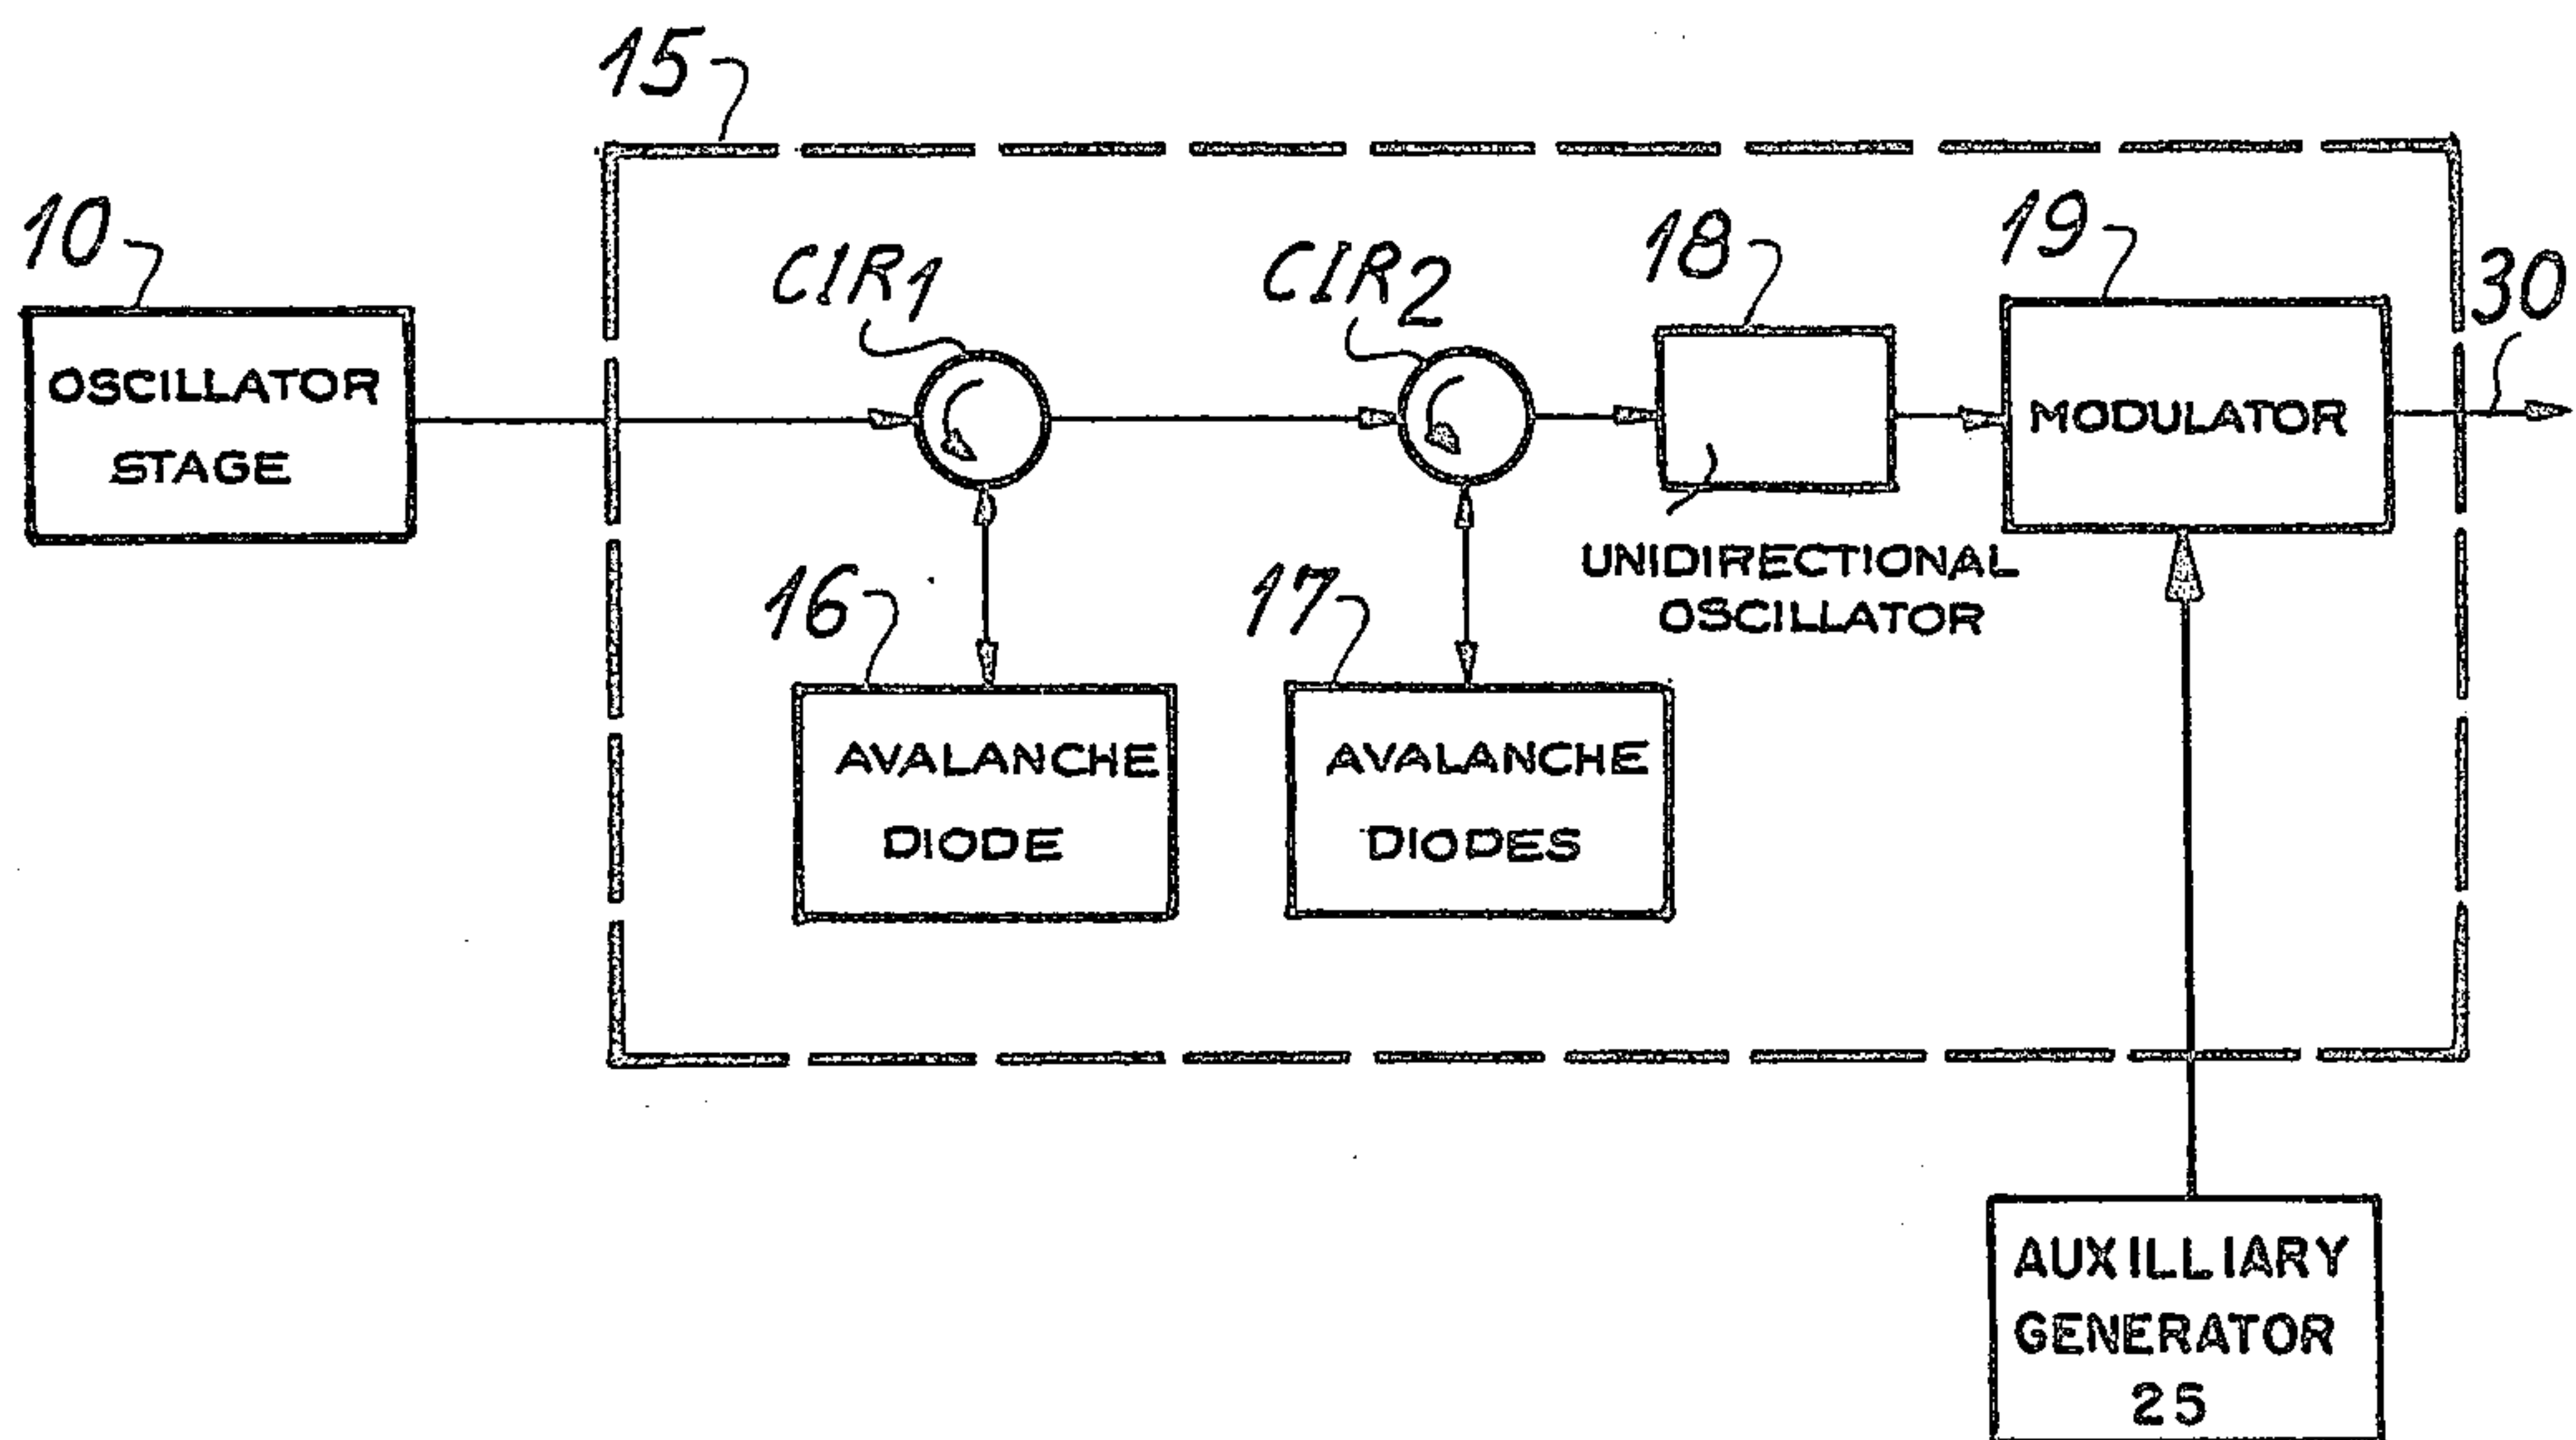 15
10
CIR1
CIR2
18
19
30
OSCILLATOR
STAGE
MODULATOR
UNIDIRECTIONAL
OSCILLATOR
16
17
AVALANCHE
DIODE
AVALANCHE
DIODES
AUXILLIARY
GENERATOR
25